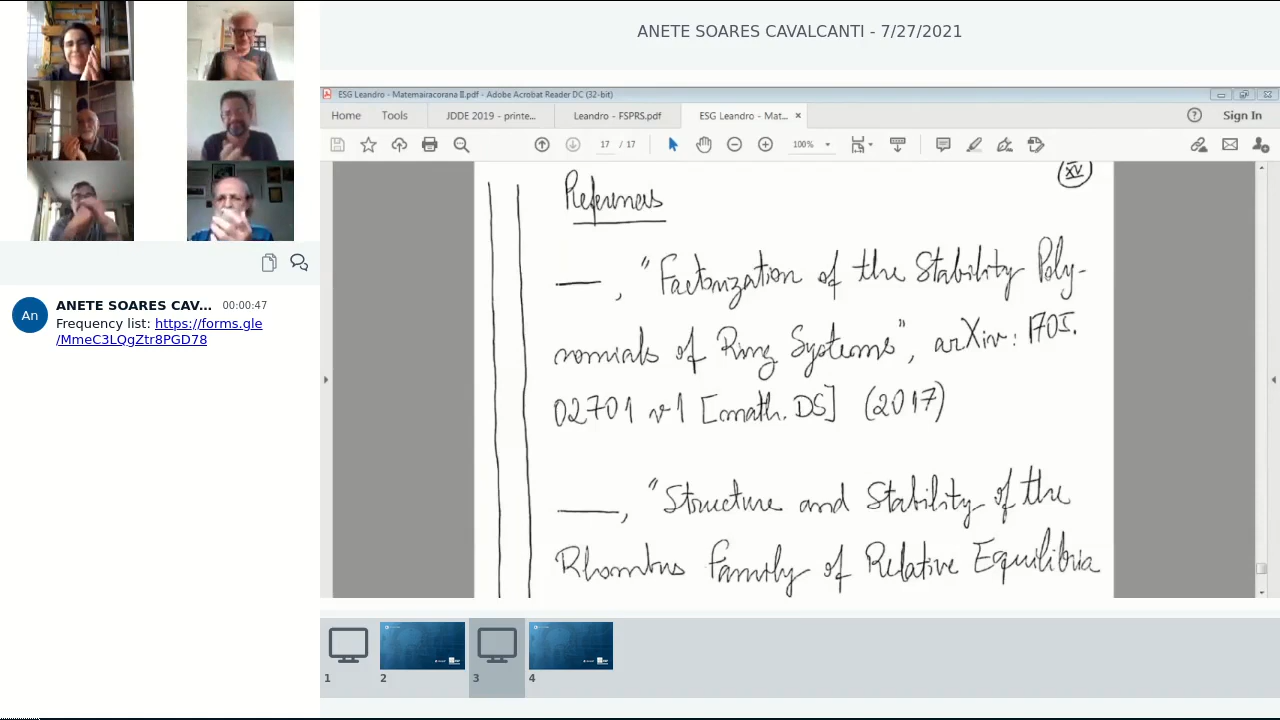 ANETE SOARES CAVALCANTI - 7/27/2021
An
ANETE SOARES CAV... 00:00:47
Frequency list: https://forms.gle
/MmeC3LQgZtr8PGD78
ESG Leandro - Matemairacorana II.pdf - Adobe Acrobat Reader DC (32-bit)
Home Tools JDDE 2019 - printe... Leandro - FSPRS.pdf ESG Leandro - Mat... × Sign In
17 / 17 100%
XV
References
—, "Factorization of the Stability Poly-
nomials of Ring Systems", arXiv: 1701.
02701 v1 [math.DS] (2017)
—, "Structure and Stability of the
Rhombus Family of Relative Equilibria
1 2 3 4